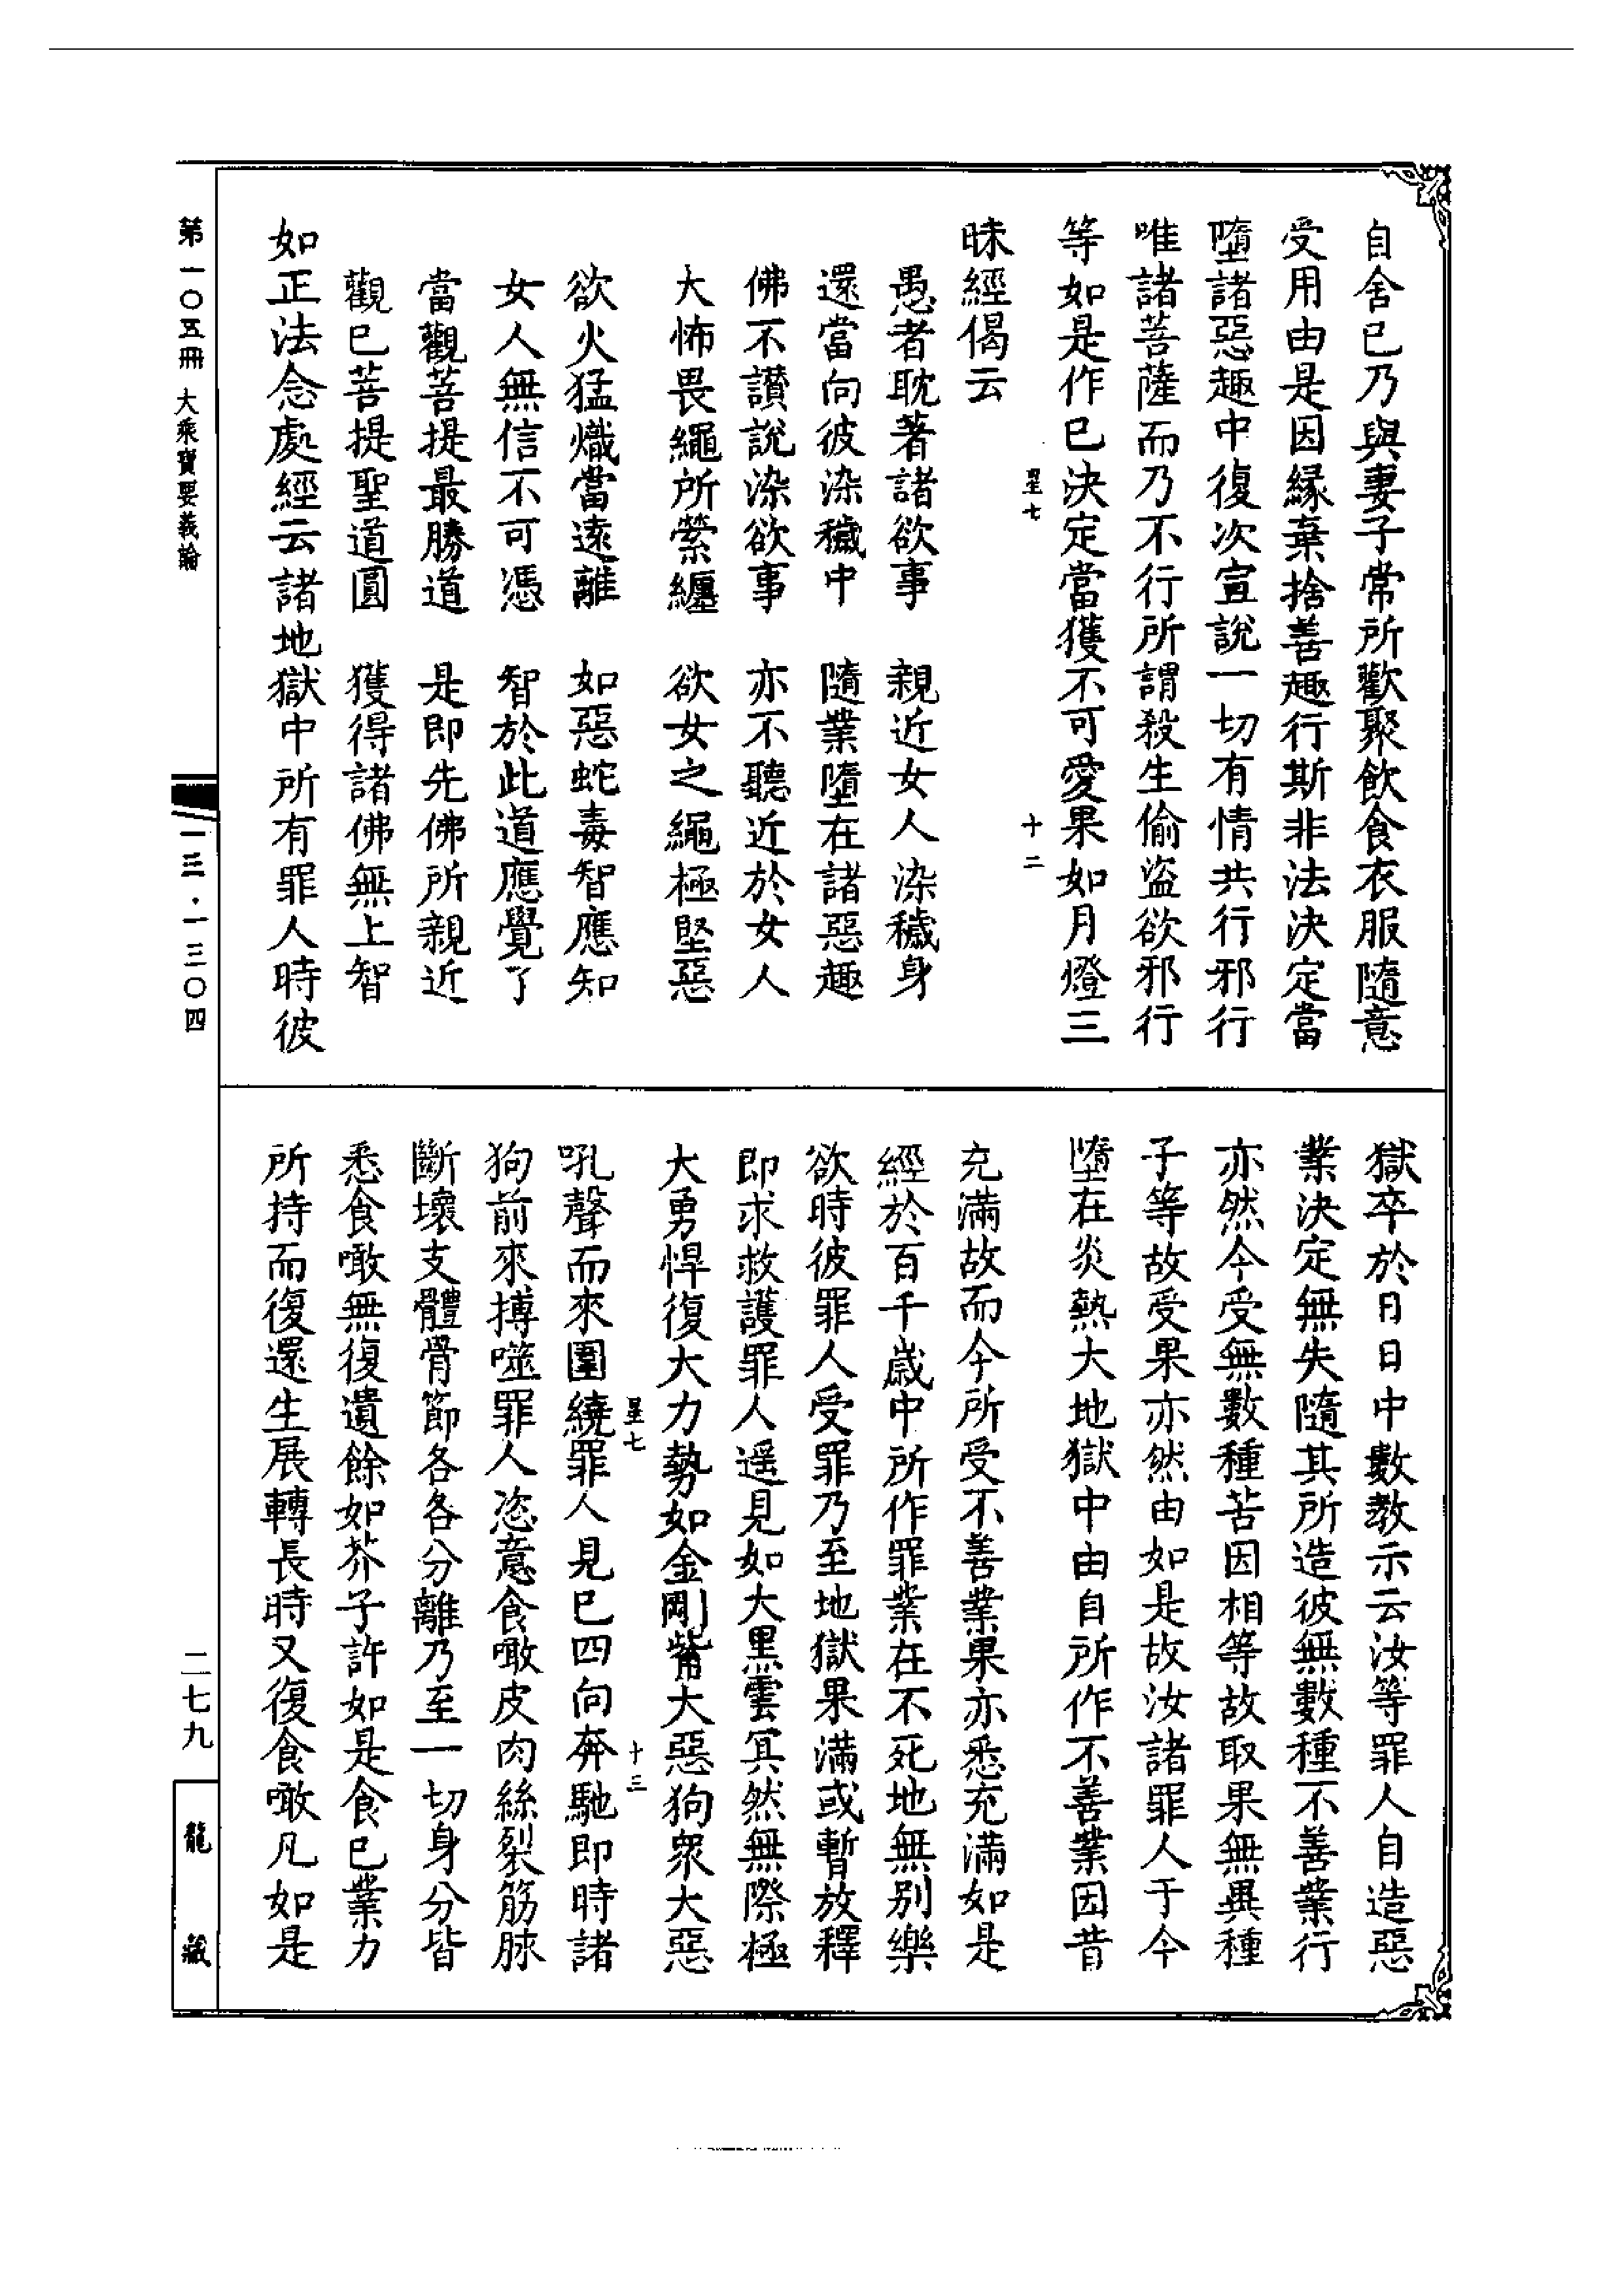 自舍已乃與妻子常所歡聚飲食衣服隨意
受用由是因緣棄捨善趣行斯非法決定當
墮諸惡趣中復次宣說一切有情共行邪行
唯諸菩薩而乃不行所謂殺生偷盜欲邪行
等如是作已決定當獲不可愛果如月燈三
星七
十二
昧經偈云
愚者耽著諸欲事　親近女人染穢身
還當向彼染穢中　隨業墮在諸惡趣
佛不讚說染欲事　亦不聽近於女人
大怖畏繩所縈纏　欲女之繩極堅惡
欲火猛熾當遠離　如惡蛇毒智應知
女人無信不可憑　智於此道應覺了
當觀菩提最勝道　是即先佛所親近
觀已菩提聖道圓　獲得諸佛無上智
如正法念處經云諸地獄中所有罪人時彼
獄卒於日日中數教示云汝等罪人自造惡
業決定無失隨其所造彼無數種不善業行
亦然今受無數種苦因相等故取果無異種
子等故受果亦然由如是故汝諸罪人于今
墮在炎熱大地獄中由自所作不善業因昔
充滿故而今所受不善業果亦悉充滿如是
經於百千歲中所作罪業在不死地無別樂
欲時彼罪人受罪乃至地獄果滿或暫放釋
即求救護罪人遥見如大黑雲冥然無際極
大勇悍復大力勢如金剛觜大惡狗衆大惡
星七
十三
吼聲而來圍繞罪人見已四向奔馳即時諸
狗前來搏噬罪人恣意食噉皮肉絲裂筋脉
斷壞支體骨節各各分離乃至一切身分皆
悉食噉無復遺餘如芥子許如是食已業力
所持而復還生展轉長時又復食噉凡如是
第一〇五冊　大乘寶要義論
一三·一三〇四
二七九
龍藏